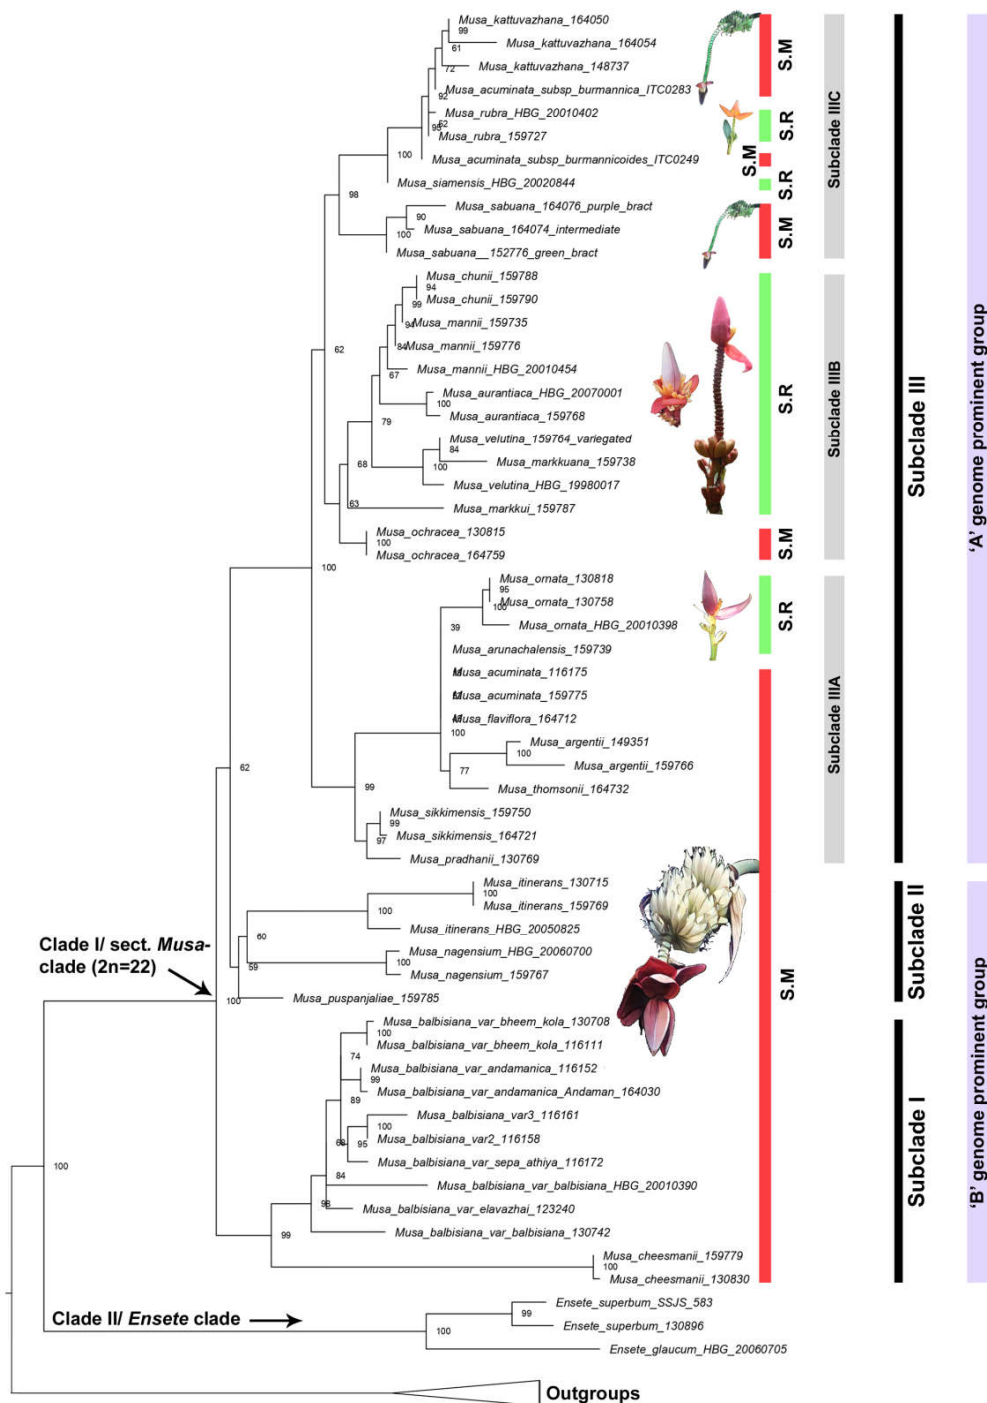 Musa_kattuvazhana_164050
99
Musa_kattuvazhana_164054
61
Musa_kattuvazhana_148737
72
Musa_acuminata_subsp_burmannica_ITC0283
92
Musa_rubra_HBG_20010402
62
95
Musa_rubra_159727
Musa_acuminata_subsp_burmannicoides_ITC0249
100
Musa_siamensis_HBG_20020844
98
Musa_sabuana_164076_purple_bract
90
Musa_sabuana_164074_intermediate
100
Musa_sabuana__152776_green_bract
Musa_chunii_159788
94
Musa_chunii_159790
99
Musa_mannii_159735
94
Musa_mannii_159776
84
62
Musa_mannii_HBG_20010454
67
Musa_aurantiaca_HBG_20070001
100
Musa_aurantiaca_159768
79
Musa_velutina_159764_variegated
84
Musa_markkuana_159738
68
100
Musa_velutina_HBG_19980017
63
Musa_markkui_159787
Musa_ochracea_130815
100
Musa_ochracea_164759
100
Musa_ornata_130818
95
Musa_ornata_130758
100
Musa_ornata_HBG_20010398
39
Musa_arunachalensis_159739
Musa_acuminata_116175
Musa_acuminata_159775
Musa_flaviflora_164712
100
Musa_argentii_149351
100
Musa_argentii_159766
77
Musa_thomsonii_164732
62
99
Musa_sikkimensis_159750
99
Musa_sikkimensis_164721
97
Musa_pradhanii_130769
Musa_itinerans_130715
100
Musa_itinerans_159769
100
Musa_itinerans_HBG_20050825
60
Musa_nagensium_HBG_20060700
100
59
Musa_nagensium_159767
Musa_puspanjaliae_159785
100
Clade I/ sect. Musa-
clade (2n=22)
Musa_balbisiana_var_bheem_kola_130708
100
Musa_balbisiana_var_bheem_kola_116111
74
Musa_balbisiana_var_andamanica_116152
99
Musa_balbisiana_var_andamanica_Andaman_164030
89
Musa_balbisiana_var3_116161
100
Musa_balbisiana_var2_116158
95
Musa_balbisiana_var_sepa_athiya_116172
84
Musa_balbisiana_var_balbisiana_HBG_20010390
98
Musa_balbisiana_var_elavazhai_123240
Musa_balbisiana_var_balbisiana_130742
99
100
Musa_cheesmanii_159779
100
Musa_cheesmanii_130830
Clade II/ Ensete clade
Ensete_superbum_SSJS_583
99
Ensete_superbum_130896
100
Ensete_glaucum_HBG_20060705
Outgroups
S.M
S.R
S.M
S.R
S.M
S.R
S.M
S.R
S.M
Subclade IIIC
Subclade IIIB
Subclade IIIA
Subclade III
Subclade II
Subclade I
'A' genome prominent group
'B' genome prominent group